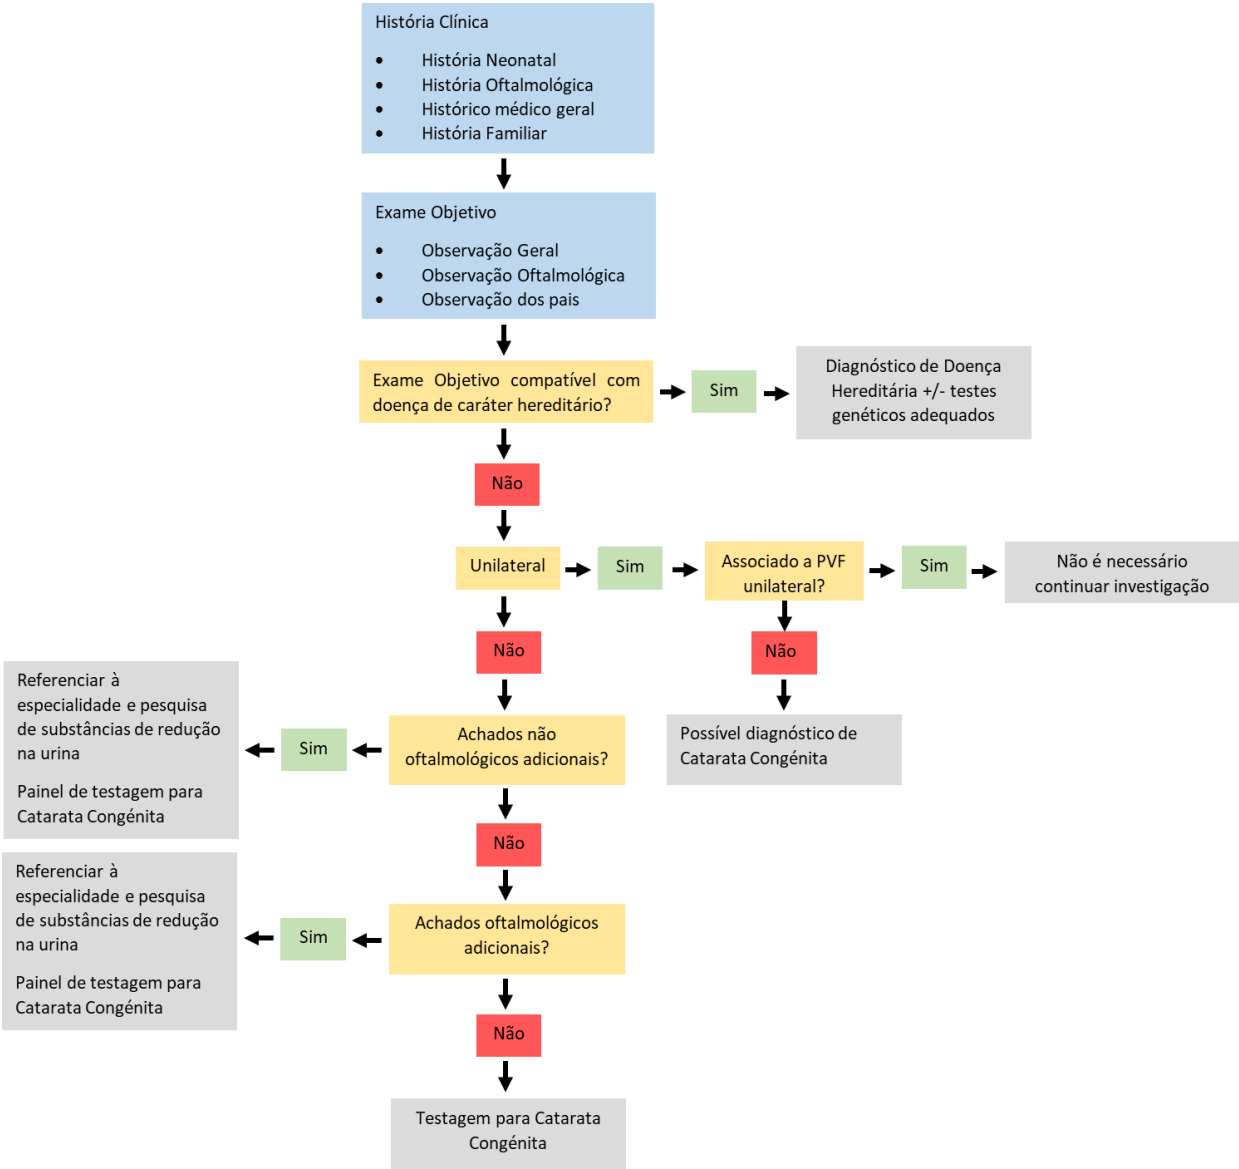 História Clínica
• História Neonatal
• História Oftalmológica
• Histórico médico geral
• História Familiar
Exame Objetivo
• Observação Geral
• Observação Oftalmológica
• Observação dos pais
Exame Objetivo compatível com
doença de caráter hereditário?
Sim
Diagnóstico de Doença
Hereditária +/- testes
genéticos adequados
Não
Unilateral
Sim
Associado a PVF
unilateral?
Sim
Não é necessário
continuar investigação
Não
Possível diagnóstico de
Catarata Congénita
Não
Achados não
oftalmológicos adicionais?
Sim
Referenciar à
especialidade e pesquisa
de substâncias de redução
na urina
Painel de testagem para
Catarata Congénita
Não
Achados oftalmológicos
adicionais?
Sim
Referenciar à
especialidade e pesquisa
de substâncias de redução
na urina
Painel de testagem para
Catarata Congénita
Não
Testagem para Catarata
Congénita